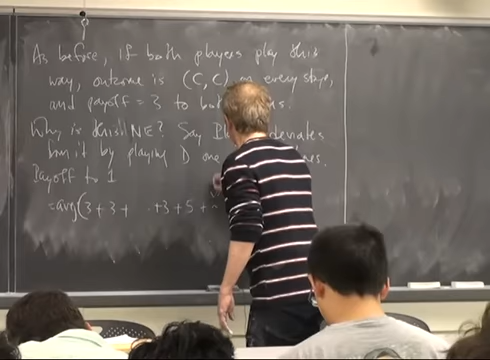 As before, if both players play this
way, outcome is (C, C) on every stage,
and payoff = 3 to
Why is this NE? Say deviates
from it by playing D one
Payoff to 1
= avg(3+3+ . . +3+5+